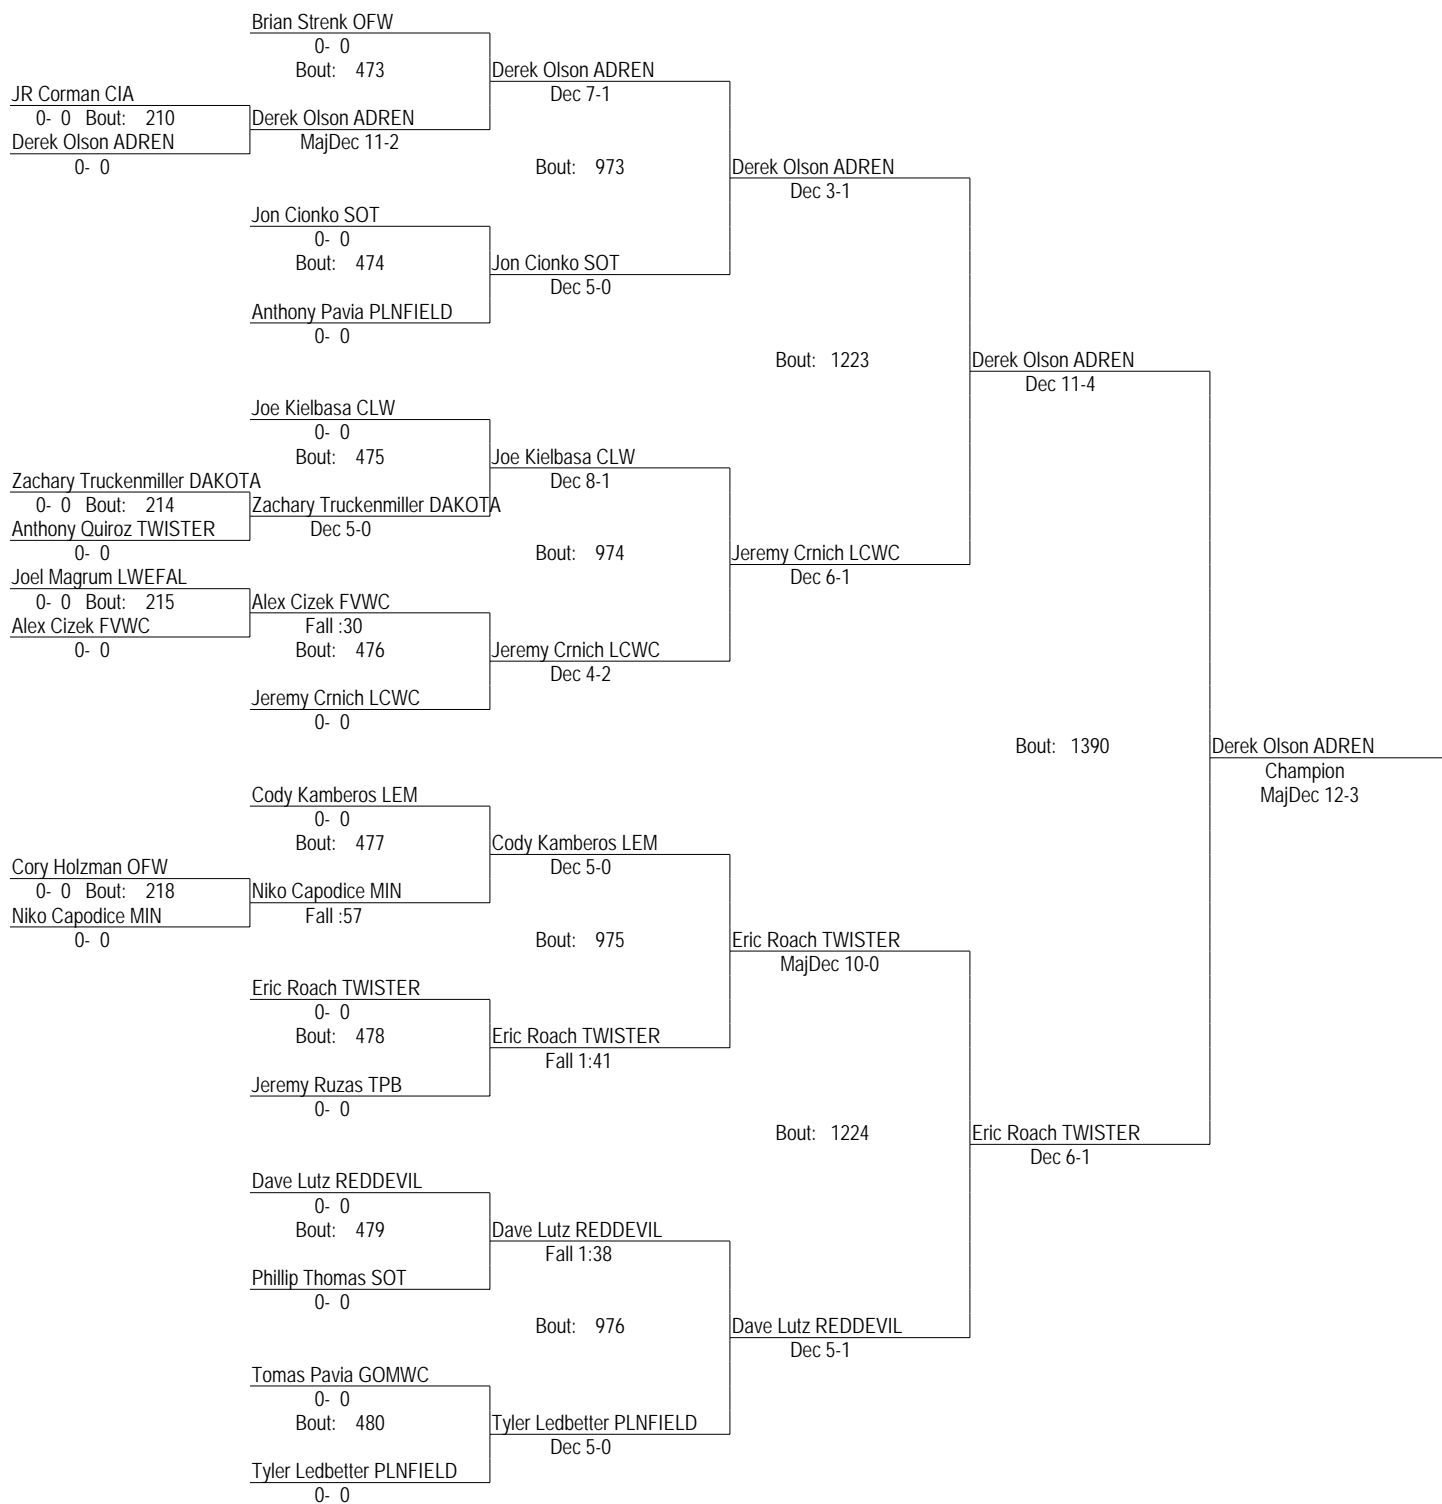 Brian Strenk OFW
0- 0
Bout: 473
Derek Olson ADREN
JR Corman CIA
Dec 7-1
0- 0 Bout: 210
Derek Olson ADREN
Derek Olson ADREN
MajDec 11-2
0- 0
Bout: 973
Derek Olson ADREN
Dec 3-1
Jon Cionko SOT
0- 0
Bout: 474
Jon Cionko SOT
Dec 5-0
Anthony Pavia PLNFIELD
0- 0
Bout: 1223
Derek Olson ADREN
Dec 11-4
Joe Kielbasa CLW
0- 0
Bout: 475
Joe Kielbasa CLW
Zachary Truckenmiller DAKOTA
Dec 8-1
0- 0 Bout: 214
Zachary Truckenmiller DAKOTA
Anthony Quiroz TWISTER
Dec 5-0
0- 0
Bout: 974
Jeremy Crnich LCWC
Joel Magrum LWEFAL
Dec 6-1
0- 0 Bout: 215
Alex Cizek FVWC
Alex Cizek FVWC
Fall :30
0- 0
Bout: 476
Jeremy Crnich LCWC
Dec 4-2
Jeremy Crnich LCWC
0- 0
Bout: 1390
Derek Olson ADREN
Champion
MajDec 12-3
Cody Kamberos LEM
0- 0
Bout: 477
Cody Kamberos LEM
Cory Holzman OFW
Dec 5-0
0- 0 Bout: 218
Niko Capodice MIN
Niko Capodice MIN
Fall :57
0- 0
Bout: 975
Eric Roach TWISTER
MajDec 10-0
Eric Roach TWISTER
0- 0
Bout: 478
Eric Roach TWISTER
Fall 1:41
Jeremy Ruzas TPB
0- 0
Bout: 1224
Eric Roach TWISTER
Dec 6-1
Dave Lutz REDDEVIL
0- 0
Bout: 479
Dave Lutz REDDEVIL
Fall 1:38
Phillip Thomas SOT
0- 0
Bout: 976
Dave Lutz REDDEVIL
Dec 5-1
Tomas Pavia GOMWC
0- 0
Bout: 480
Tyler Ledbetter PLNFIELD
Dec 5-0
Tyler Ledbetter PLNFIELD
0- 0